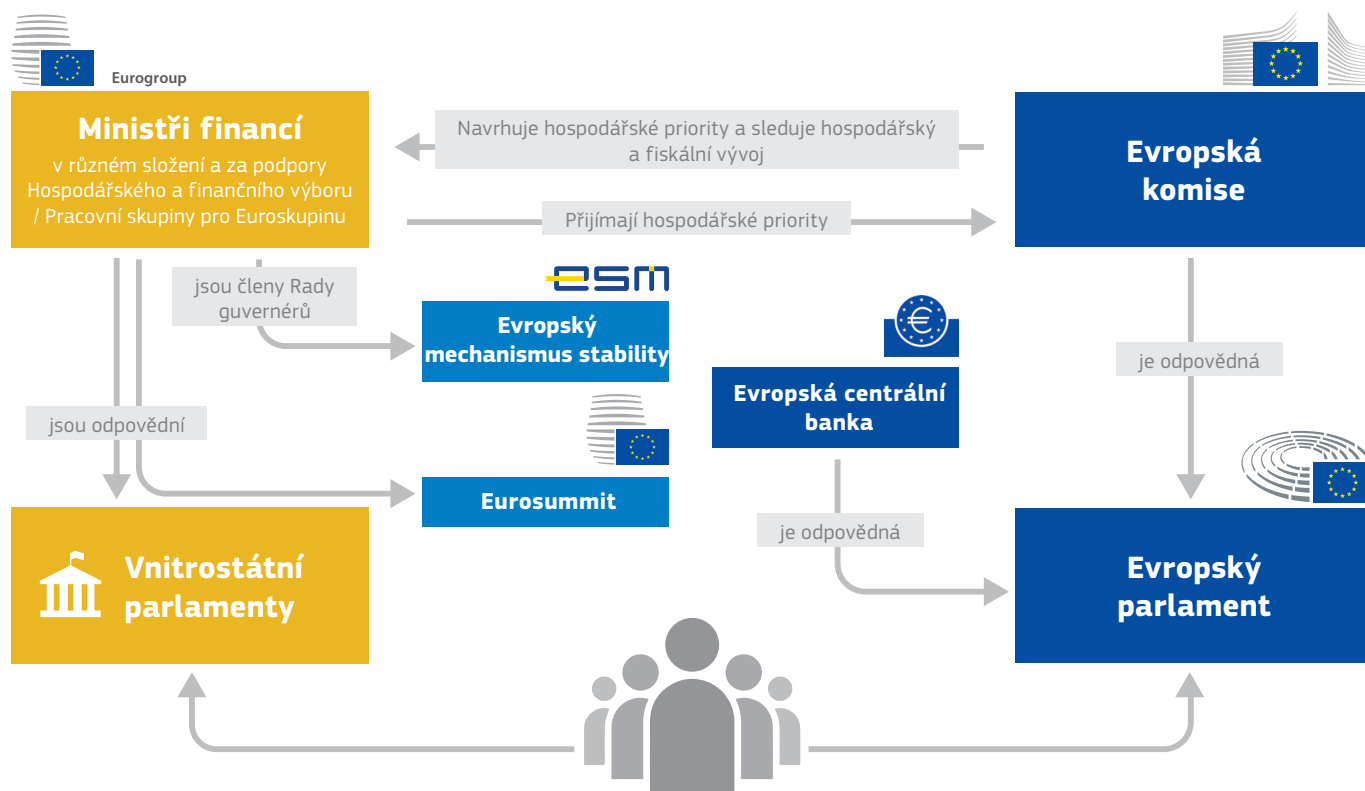 Eurogroup
Ministři financí
v různém složení a za podpory
Hospodářského a finančního výboru
/ Pracovní skupiny pro Euroskupinu
Navrhuje hospodářské priority a sleduje hospodářský
a fiskální vývoj
Evropská
komise
Přijímají hospodářské priority
jsou členy Rady
guvernérů
esm
Evropský
mechanismus stability
€
Evropská centrální
banka
je odpovědná
jsou odpovědní
Eurosummit
je odpovědná
Vnitrostátní
parlamenty
Evropský
parlament